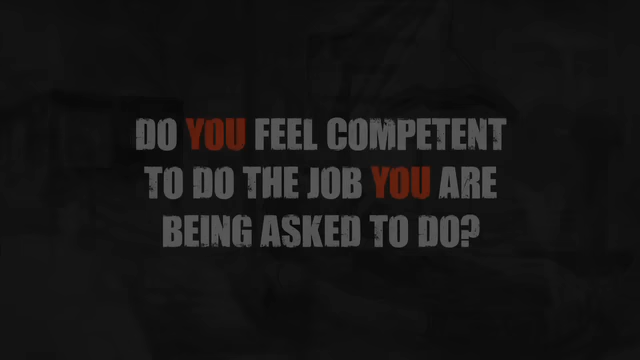 DO YOU FEEL COMPETENT
TO DO THE JOB YOU ARE
BEING ASKED TO DO?